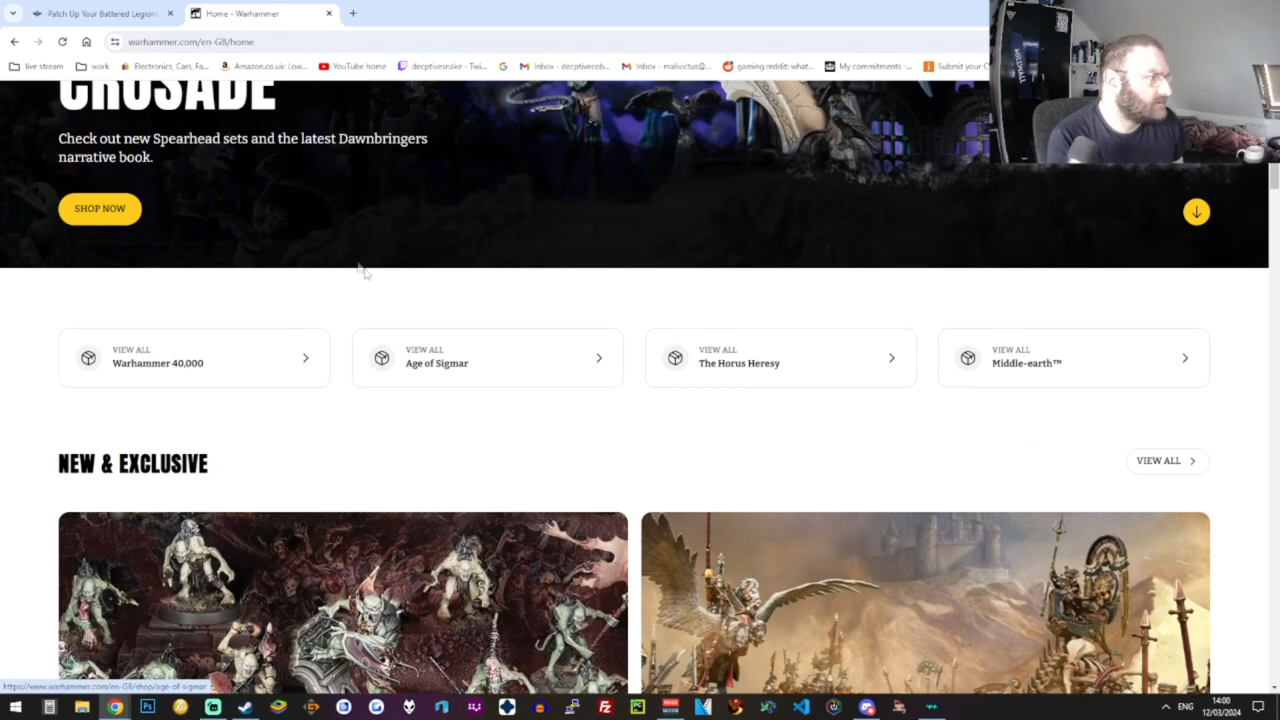 Patch Up Your Battered Legion
Home - Warhammer
warhammer.com/en-GB/home
live stream
work
Electronics, Cars, Fa...
Amazon.co.uk: Low...
YouTube home
decptivesnake - Twi...
Inbox - decptivecob...
Inbox - malivictus@...
gaming.reddit: what...
My commitments -...
Submit your C
CRUSADE
Check out new Spearhead sets and the latest Dawnbringers
narrative book.
SHOP NOW
VIEW ALL
Warhammer 40,000
VIEW ALL
Age of Sigmar
VIEW ALL
The Horus Heresy
VIEW ALL
Middle-earth™
NEW & EXCLUSIVE
VIEW ALL
https://www.warhammer.com/en-GB/shop/age-of-sigmar
ENG
14:00
12/03/2024